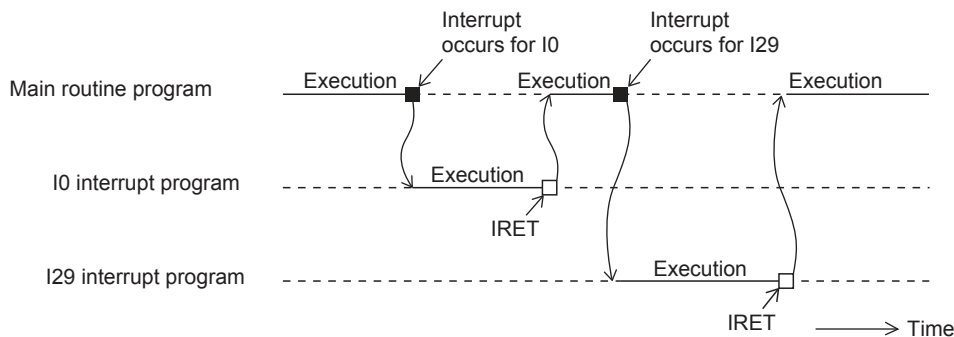 Interrupt
occurs for I0
Interrupt
occurs for I29
Main routine program
Execution
Execution
Execution
I0 interrupt program
Execution
IRET
I29 interrupt program
Execution
IRET
Time